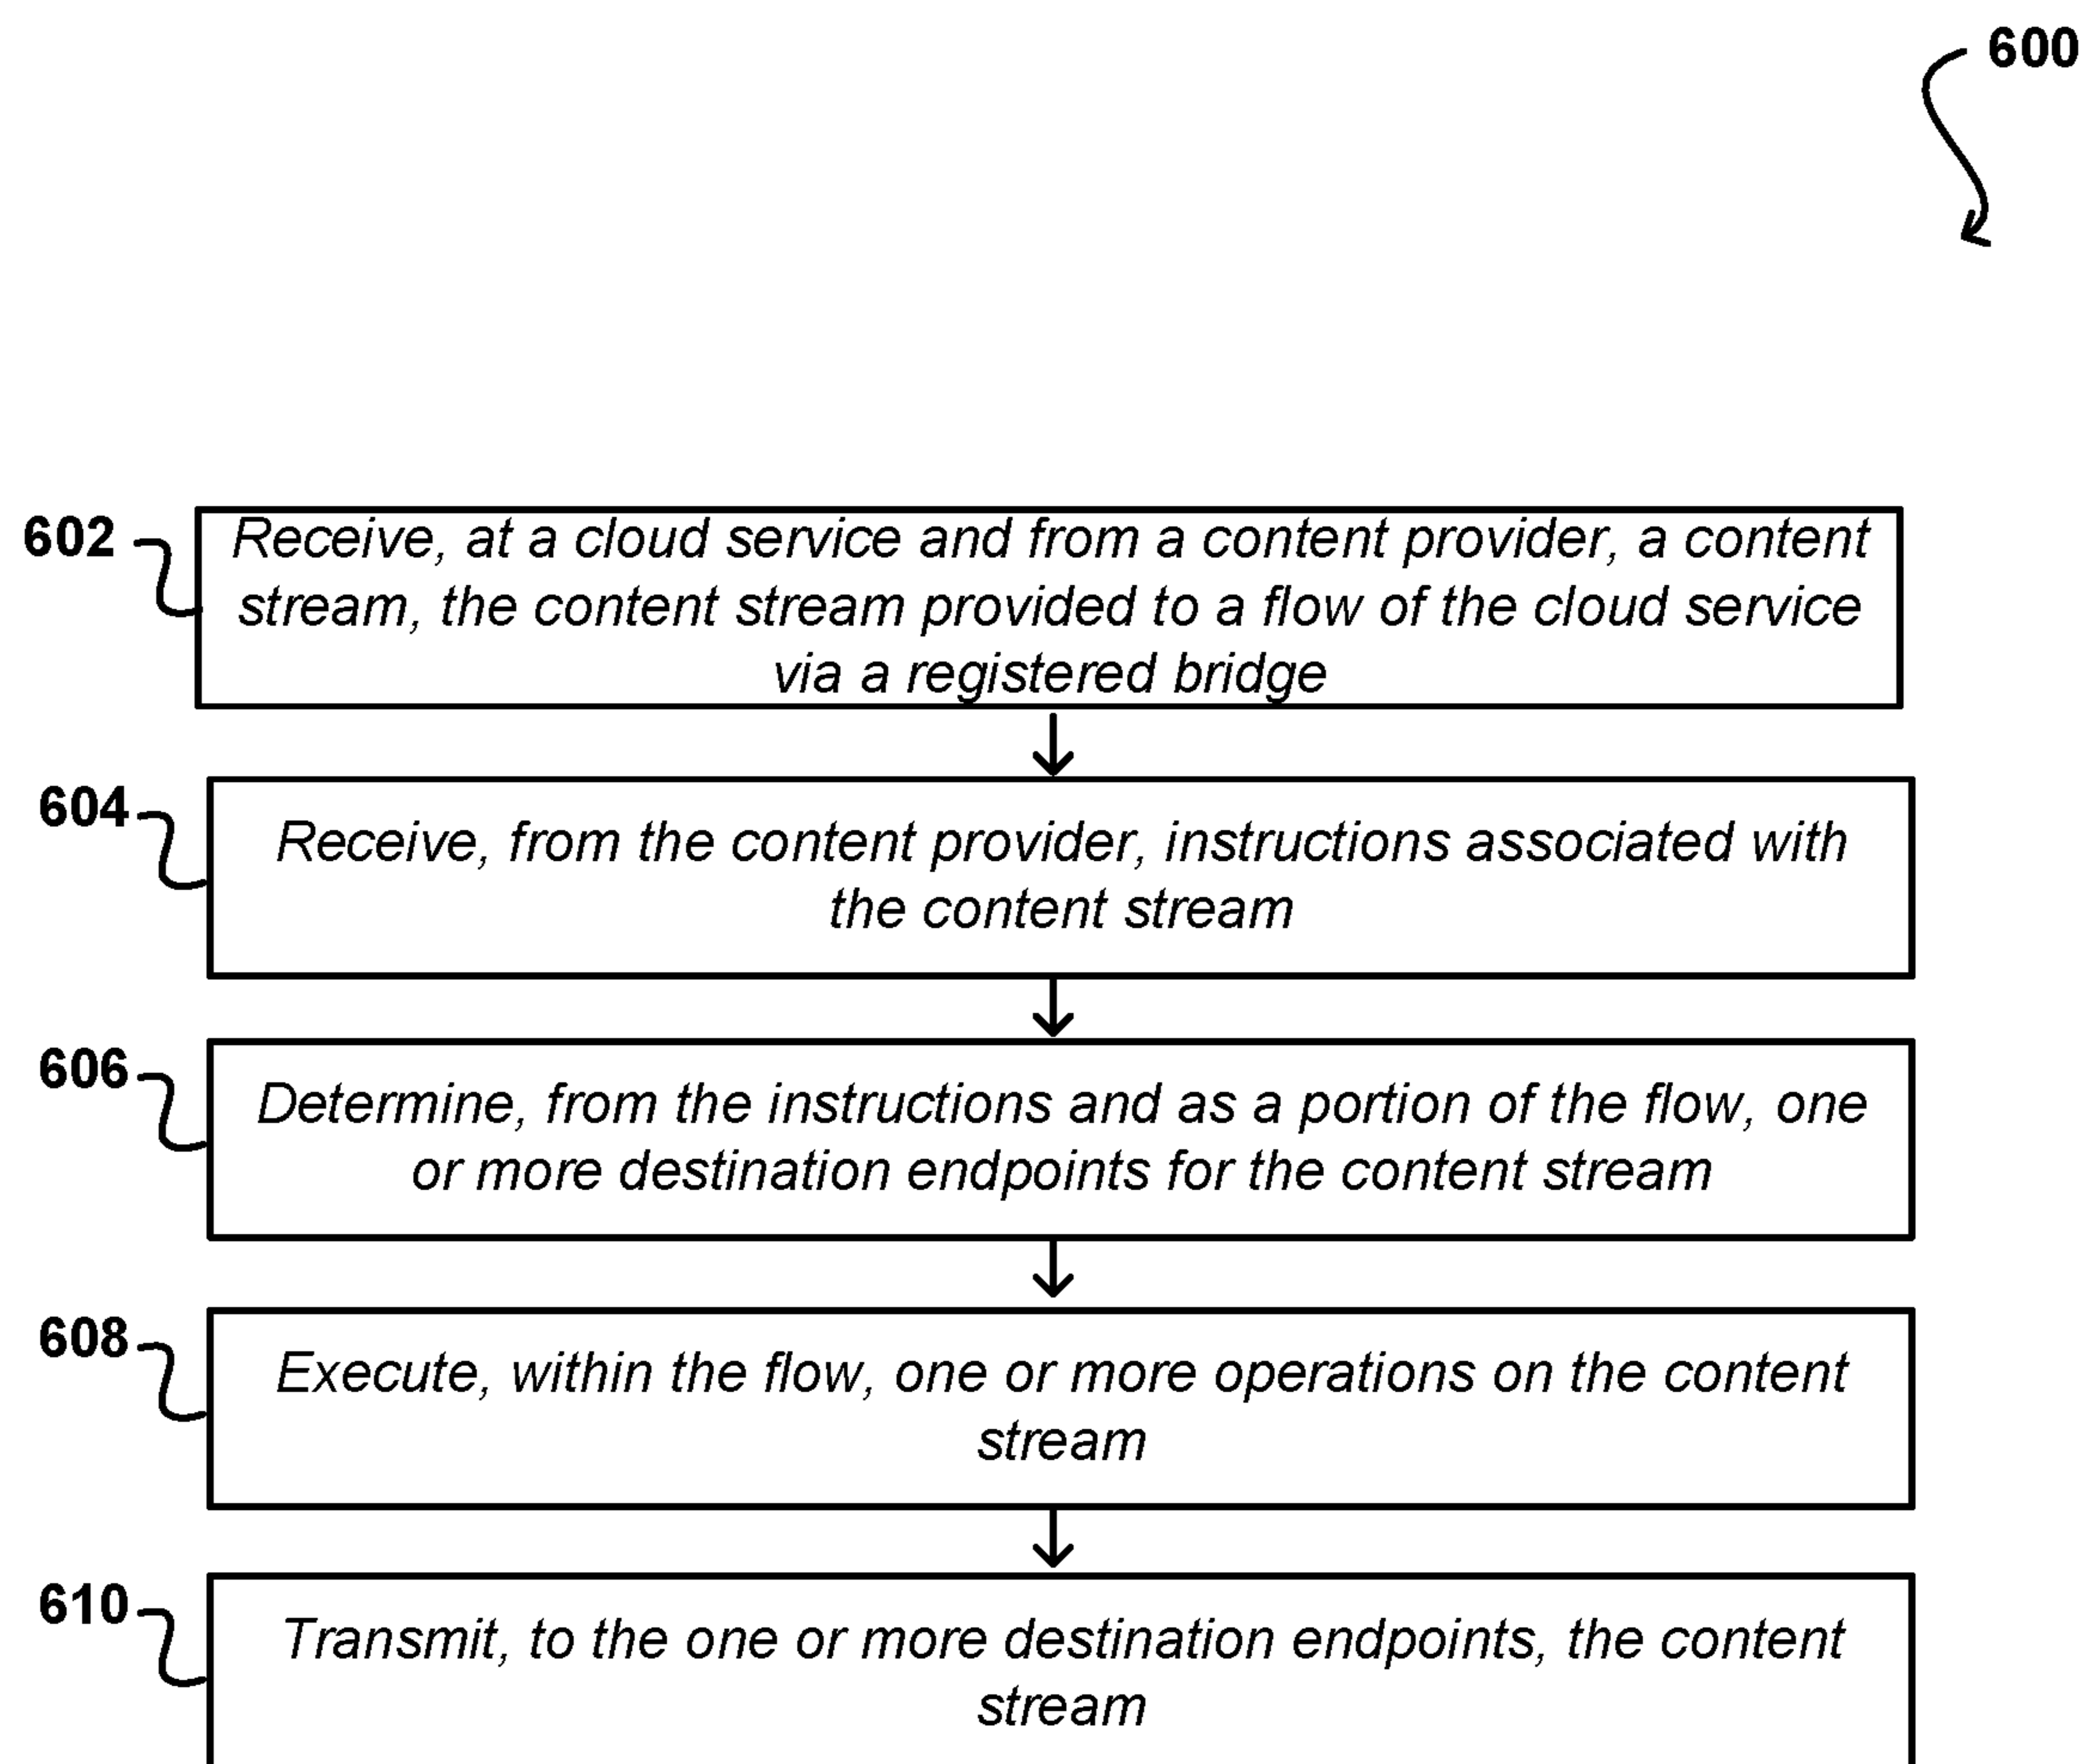 600
602
Receive, at a cloud service and from a content provider, a content
stream, the content stream provided to a flow of the cloud service
via a registered bridge
604
Receive, from the content provider, instructions associated with
the content stream
606
Determine, from the instructions and as a portion of the flow, one
or more destination endpoints for the content stream
608
Execute, within the flow, one or more operations on the content
stream
610
Transmit, to the one or more destination endpoints, the content
stream